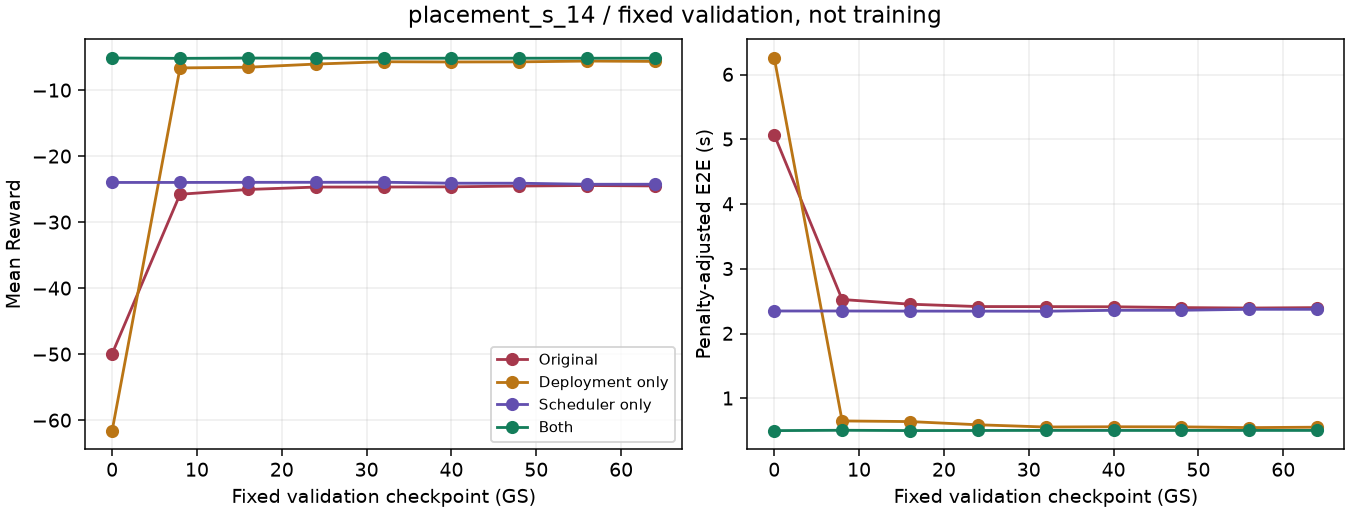 placement_s_14 / fixed validation, not training
Mean Reward
−10
−20
−30
−40
−50
−60
0 10 20 30 40 50 60
Fixed validation checkpoint (GS)
Original
Deployment only
Scheduler only
Both
Penalty-adjusted E2E (s)
6
5
4
3
2
1
0 10 20 30 40 50 60
Fixed validation checkpoint (GS)